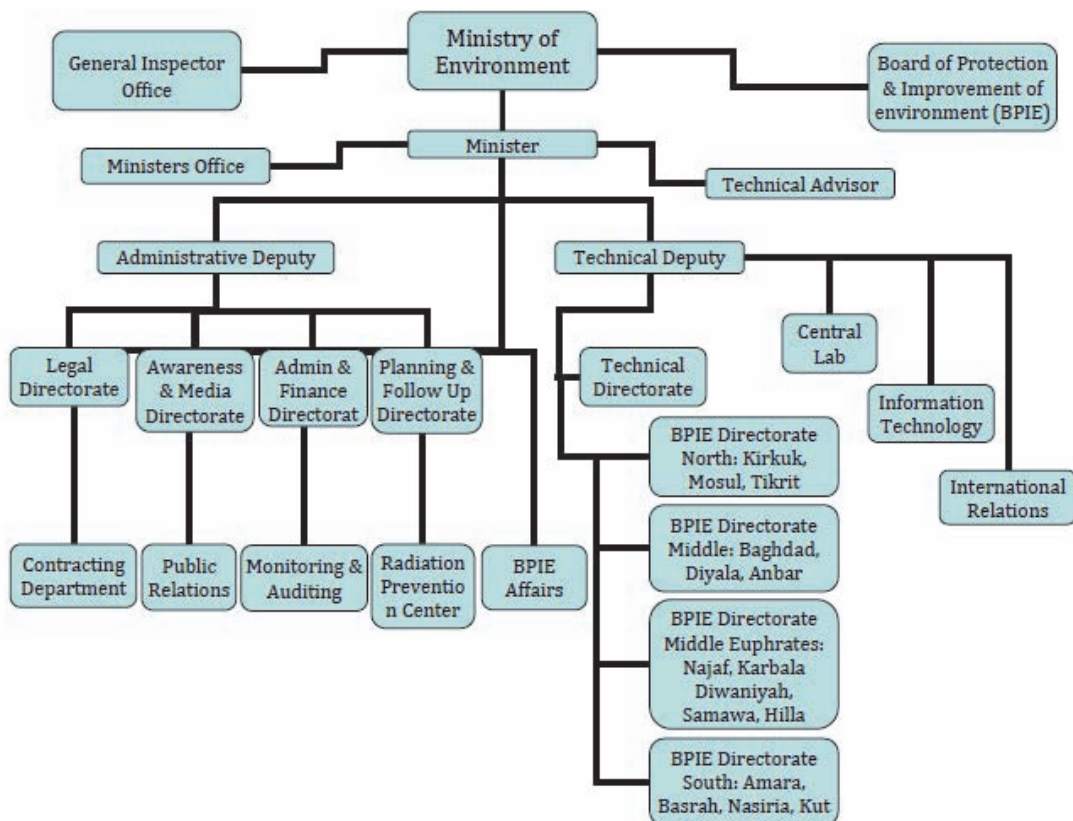 Ministry of
Environment
General Inspector
Office
Board of Protection
& Improvement of
environment (BPIE)
Minister
Ministers Office
Technical Advisor
Administrative Deputy
Technical Deputy
Legal
Directorate
Awareness
& Media
Directorate
Admin &
Finance
Directorat
Planning &
Follow Up
Directorate
Technical
Directorate
Central
Lab
Information
Technology
International
Relations
BPIE Directorate
North: Kirkuk,
Mosul, Tikrit
BPIE Directorate
Middle: Baghdad,
Diyala, Anbar
BPIE Directorate
Middle Euphrates:
Najaf, Karbala
Diwaniyah,
Samawa, Hilla
BPIE Directorate
South: Amara,
Basrah, Nasiria, Kut
Contracting
Department
Public
Relations
Monitoring &
Auditing
Radiation
Preventio
n Center
BPIE
Affairs